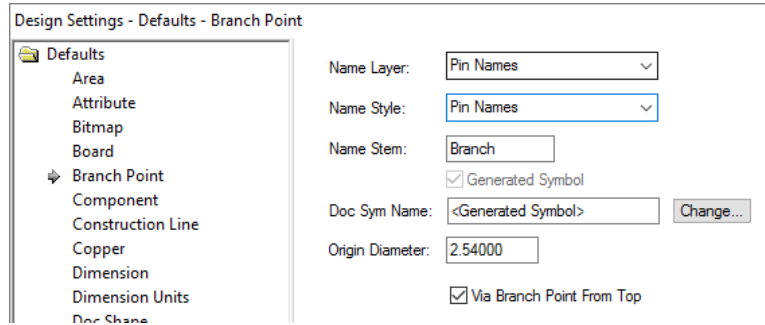 Design Settings - Defaults - Branch Point
Defaults
Area
Attribute
Bitmap
Board
Branch Point
Component
Construction Line
Copper
Dimension
Dimension Units
Doc Shape
Name Layer: Pin Names
Name Style: Pin Names
Name Stem: Branch
Generated Symbol
Doc Sym Name: <Generated Symbol> Change...
Origin Diameter: 2.54000
Via Branch Point From Top